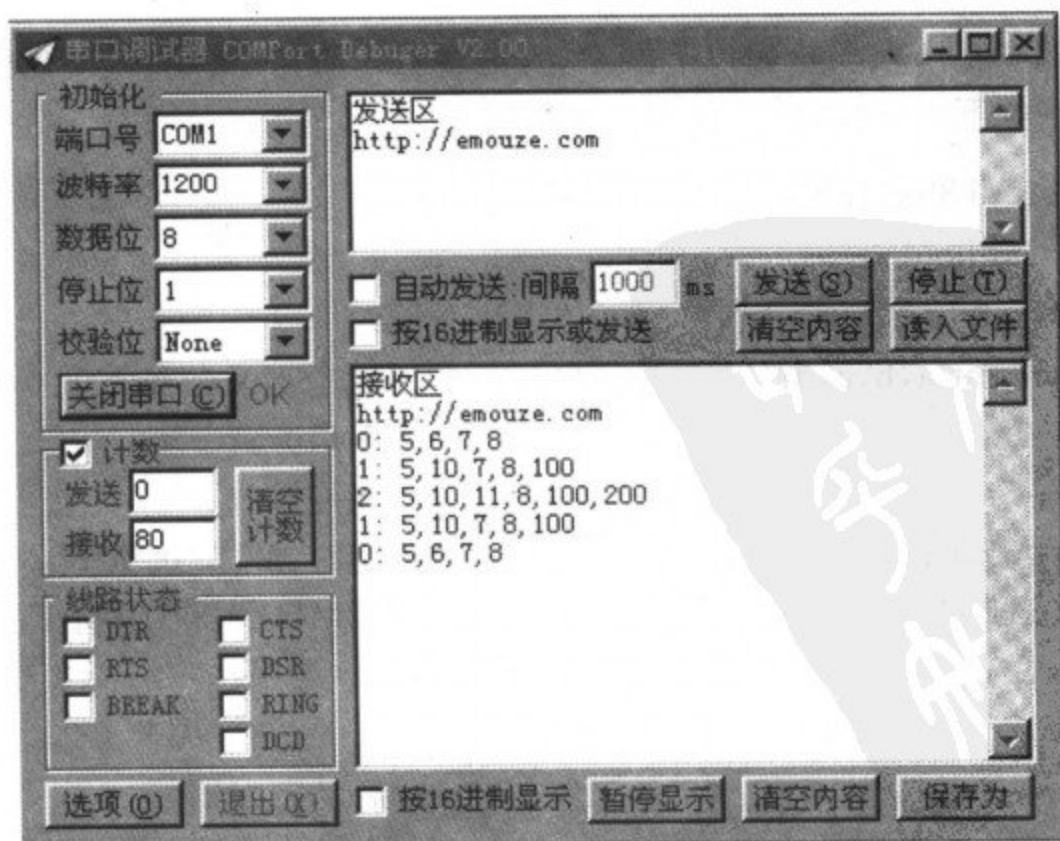 串口调试器 COMPort Debuger V2.00
初始化
端口号 COM1
波特率 1200
数据位 8
停止位 1
校验位 None
关闭串口(C) OK
计数
发送 0
接收 80
清空计数
线路状态
DTR CTS
RTS DSR
BREAK RING
DCD
选项(O) 退出(X)
发送区
http://emouze.com
自动发送:间隔 1000 ms 发送(S) 停止(T)
按16进制显示或发送 清空内容 读入文件
接收区
http://emouze.com
0: 5,6,7,8
1: 5,10,7,8,100
2: 5,10,11,8,100,200
1: 5,10,7,8,100
0: 5,6,7,8
按16进制显示 暂停显示 清空内容 保存为